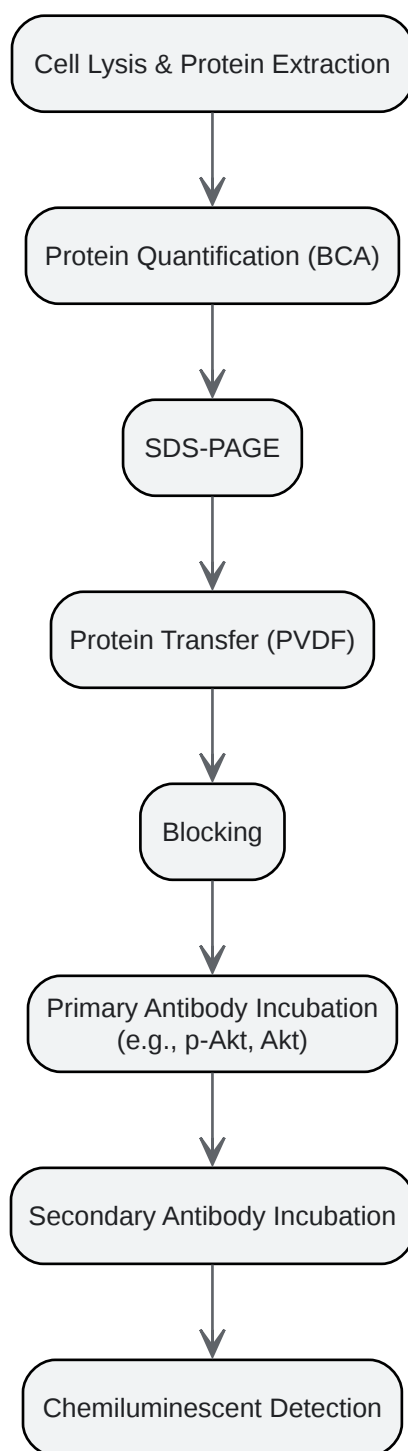 Cell Lysis & Protein Extraction
Protein Quantification (BCA)
SDS-PAGE
Protein Transfer (PVDF)
Blocking
Primary Antibody Incubation
(e.g., p-Akt, Akt)
Secondary Antibody Incubation
Chemiluminescent Detection